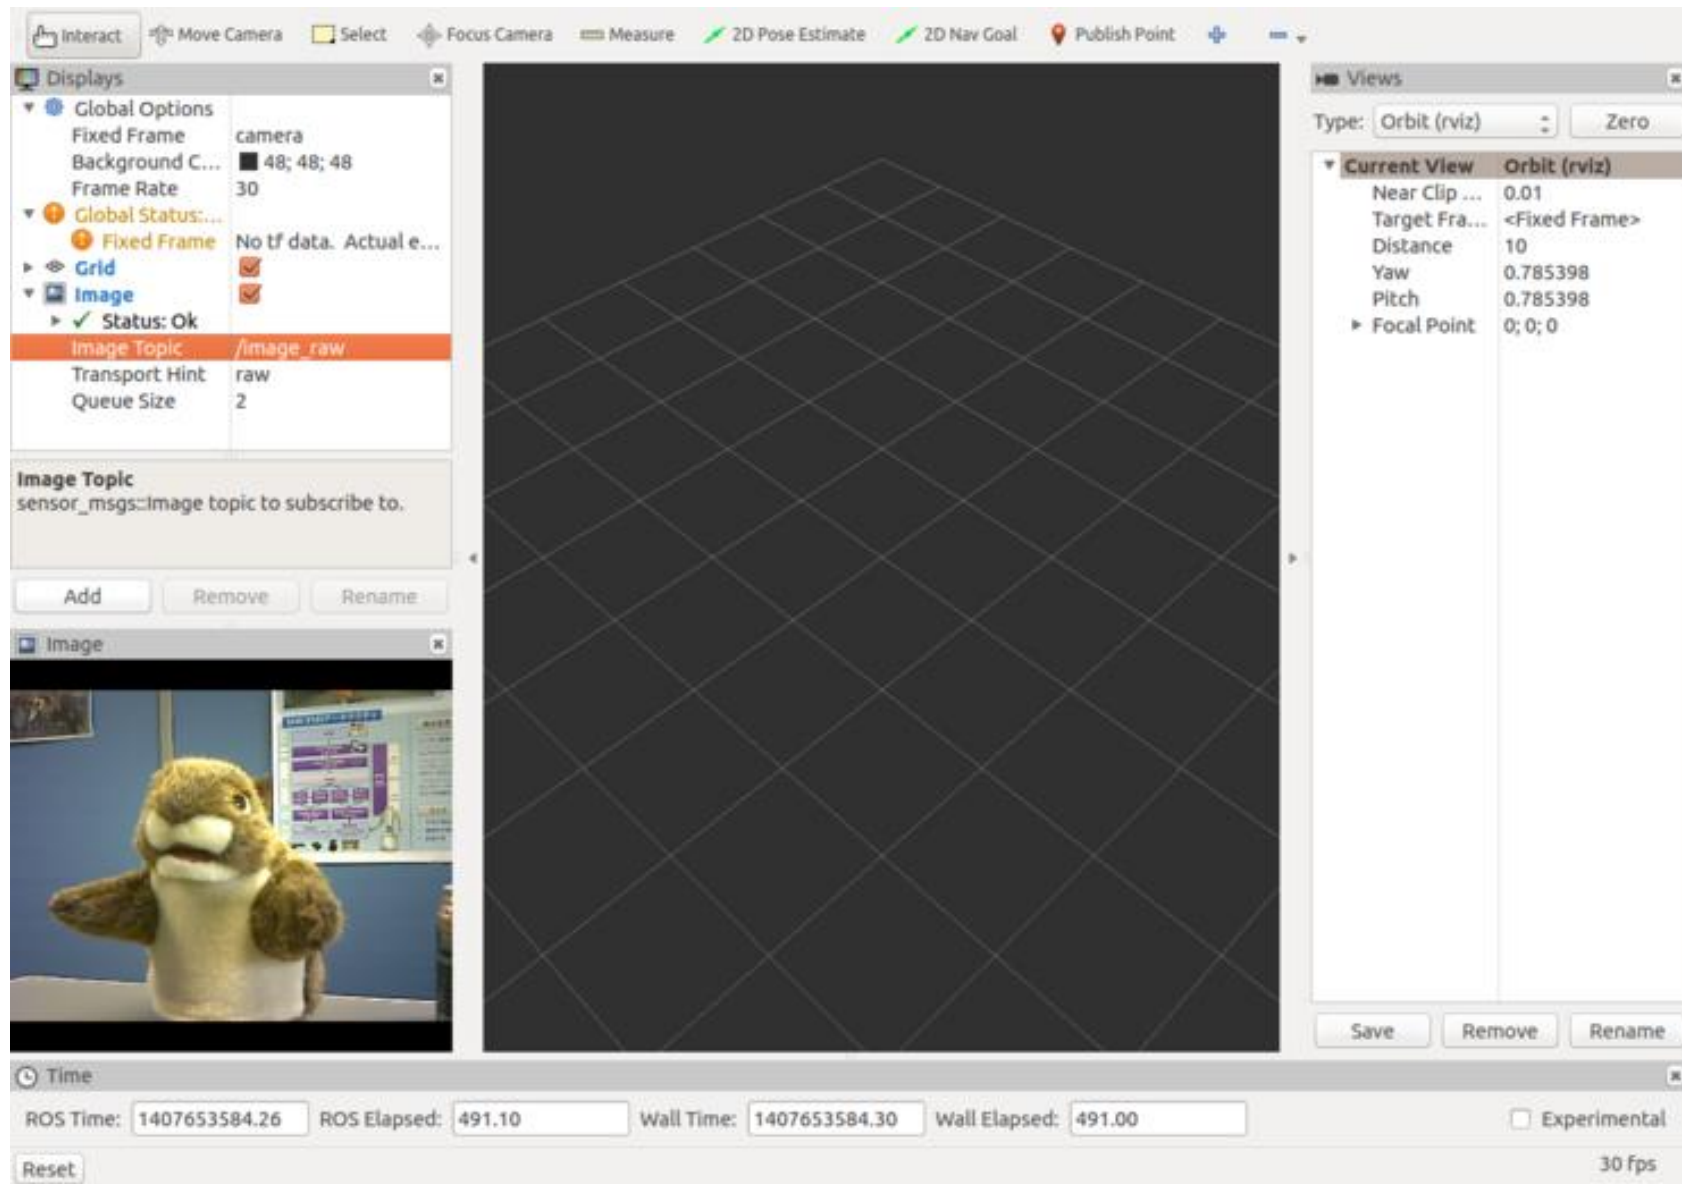 Interact Move Camera Select Focus Camera Measure 2D Pose Estimate 2D Nav Goal Publish Point
Displays
Global Options
Fixed Frame camera
Background C... 48; 48; 48
Frame Rate 30
Global Status:...
Fixed Frame No tf data. Actual e...
Grid
Image
Status: Ok
Image Topic /image_raw
Transport Hint raw
Queue Size 2
Image Topic
sensor_msgs::Image topic to subscribe to.
Add Remove Rename
Image
Views
Type: Orbit (rviz) Zero
Current View Orbit (rviz)
Near Clip ... 0.01
Target Fra... <Fixed Frame>
Distance 10
Yaw 0.785398
Pitch 0.785398
Focal Point 0; 0; 0
Save Remove Rename
Time
ROS Time: 1407653584.26 ROS Elapsed: 491.10 Wall Time: 1407653584.30 Wall Elapsed: 491.00 Experimental
Reset 30 fps